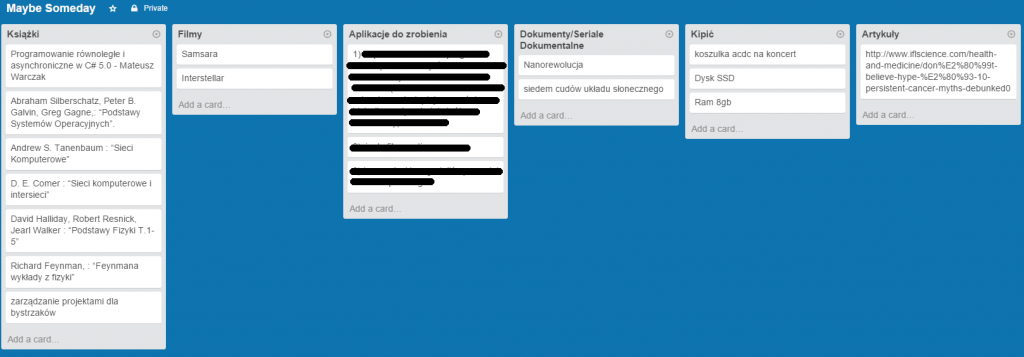 Maybe Someday
Private
Książki
Programowanie równoległe i
asynchroniczne w C# 5.0 - Mateusz
Warczak
Abraham Silberschatz, Peter B.
Galvin, Greg Gagne,: “Podstawy
Systemów Operacyjnych”.
Andrew S. Tanenbaum : “Sieci
Komputerowe”
D. E. Comer : “Sieci komputerowe i
intersieci”
David Halliday, Robert Resnick,
Jearl Walker : “Podstawy Fizyki T.1-
5”
Richard Feynman, : “Feynmana
wykłady z fizyki”
zarządzanie projektami dla
bystrzaków
Add a card…
Filmy
Samsara
Interstellar
Add a card…
Aplikacje do zrobienia
1)
Add a card…
Dokumenty/Seriale
Dokumentalne
Nanorewolucja
siedem cudów układu słonecznego
Add a card…
Kipić
koszulka acdc na koncert
Dysk SSD
Ram 8gb
Add a card…
Artykuły
http://www.iflscience.com/health-
and-medicine/don%E2%80%99t-
believe-hype-%E2%80%93-10-
persistent-cancer-myths-debunked0
Add a card…